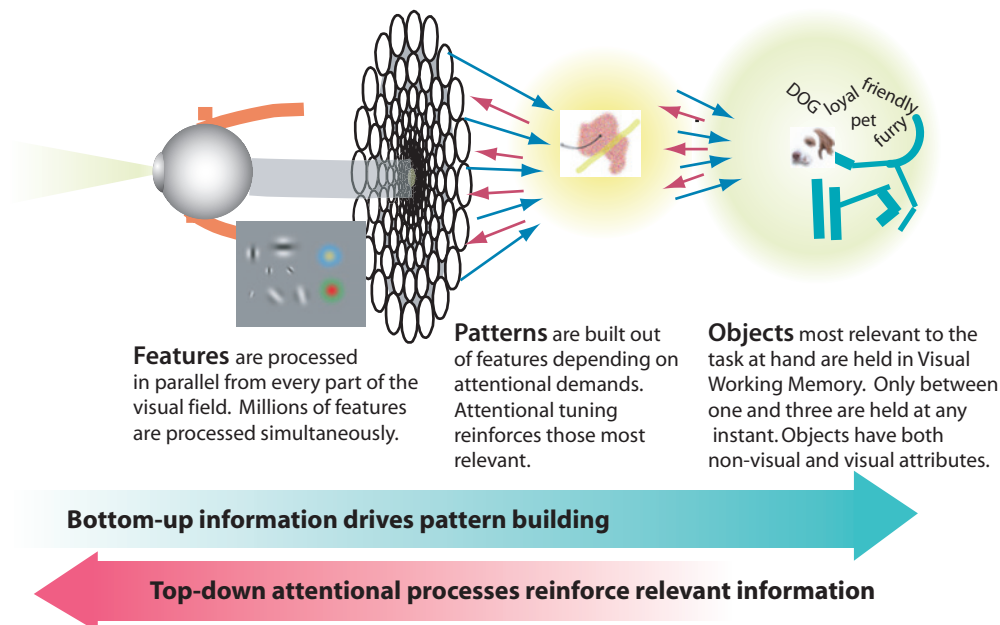 DOG loyal friendly
pet
furry
Features are processed
in parallel from every part of the
visual field. Millions of features
are processed simultaneously.
Patterns are built out
of features depending on
attentional demands.
Attentional tuning
reinforces those most
relevant.
Objects most relevant to the
task at hand are held in Visual
Working Memory. Only between
one and three are held at any
instant. Objects have both
non-visual and visual attributes.
Bottom-up information drives pattern building
Top-down attentional processes reinforce relevant information